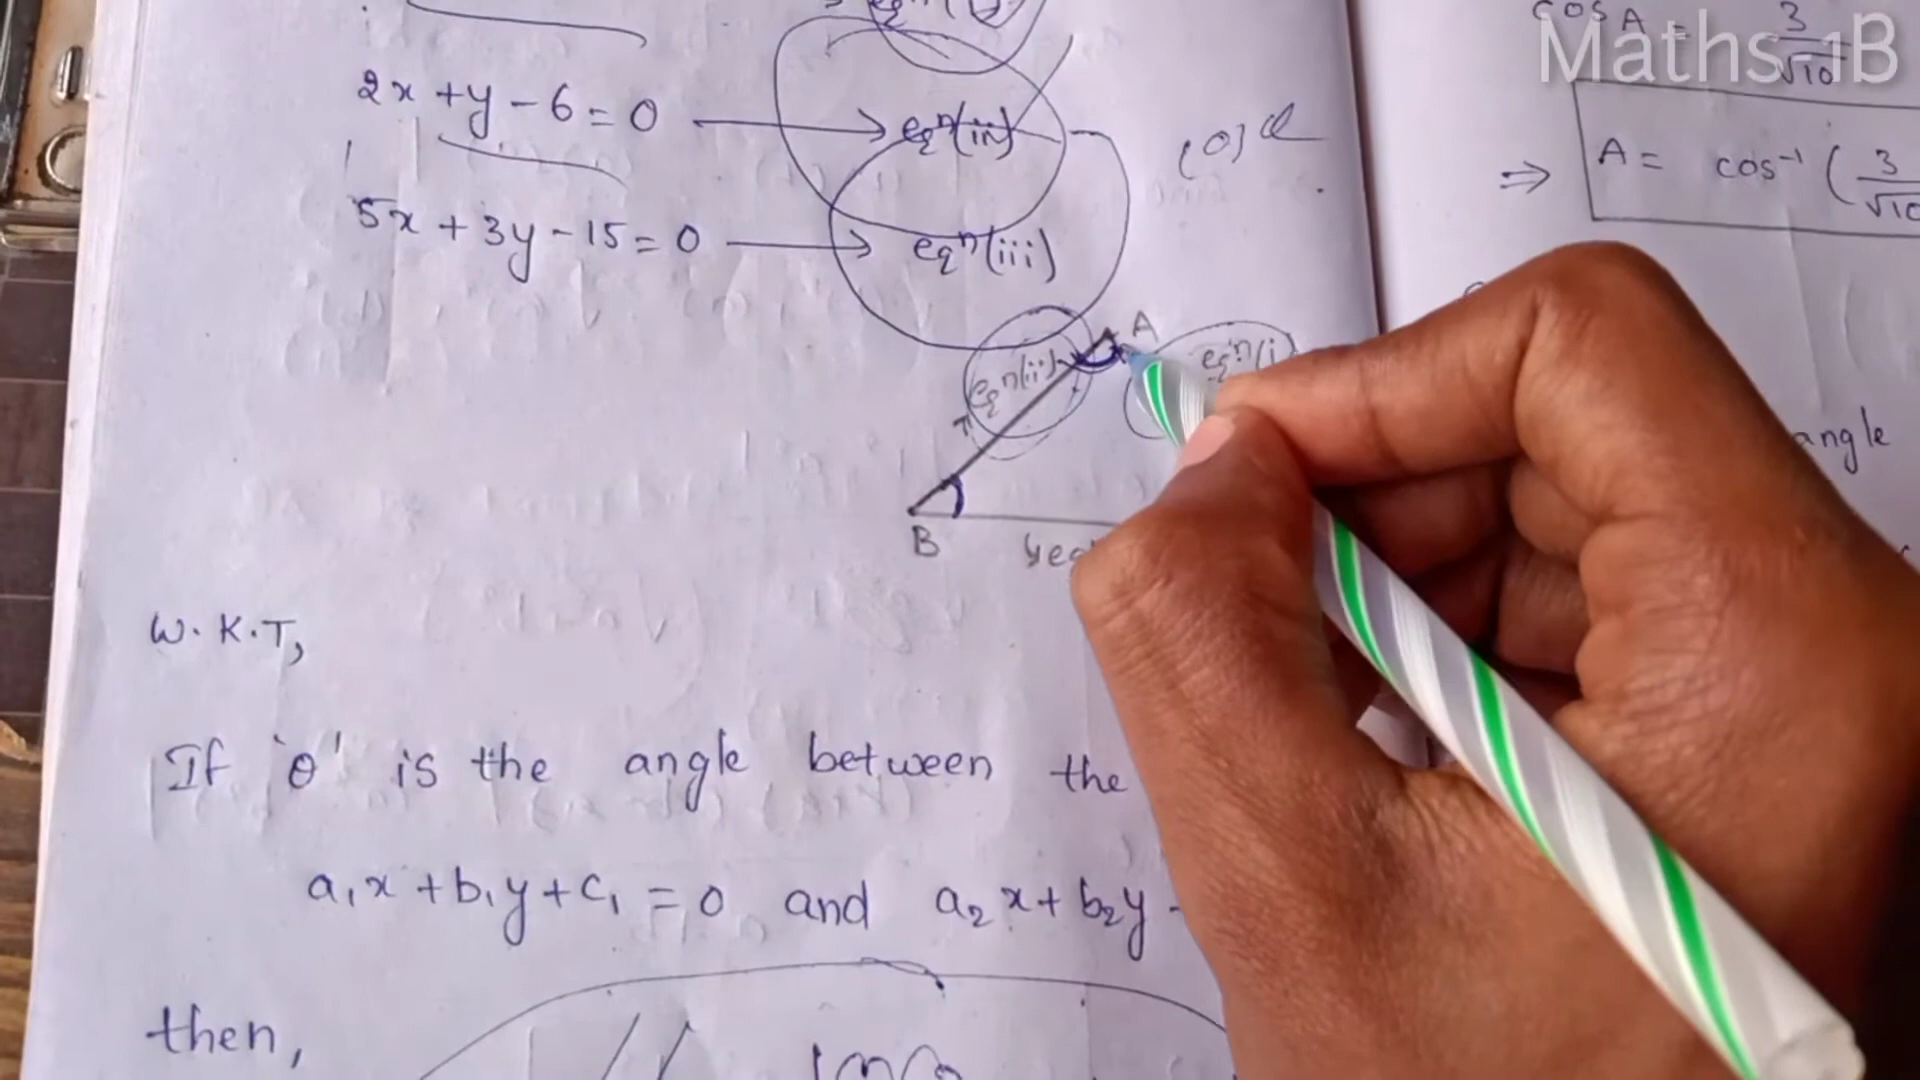 2x + y - 6 = 0 → eqⁿ(ii)
5x + 3y - 15 = 0 → eqⁿ(iii)
A
eqⁿ(ii)
eqⁿ(i
B
W.K.T,
If 'θ' is the angle between the
a₁x + b₁y + c₁ = 0 and a₂x + b₂y
then,
cos A = 3/√10
Maths-1B
⇒ A = cos⁻¹(3/√10
angle